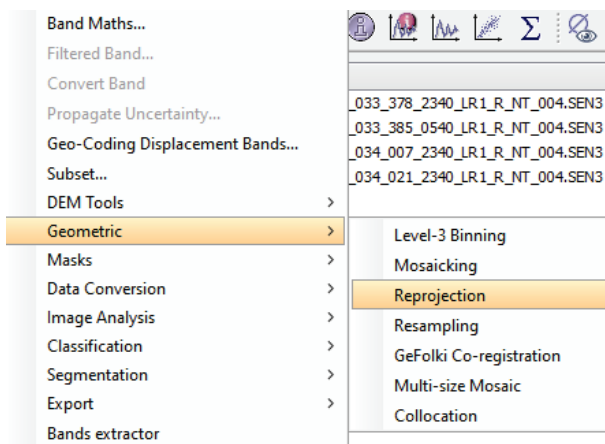 Band Maths...
Filtered Band...
Convert Band
Propagate Uncertainty...
Geo-Coding Displacement Bands...
Subset...
DEM Tools
Geometric
Masks
Data Conversion
Image Analysis
Classification
Segmentation
Export
Bands extractor
_033_378_2340_LR1_R_NT_004.SEN3
_033_385_0540_LR1_R_NT_004.SEN3
_034_007_2340_LR1_R_NT_004.SEN3
_034_021_2340_LR1_R_NT_004.SEN3
Level-3 Binning
Mosaicking
Reprojection
Resampling
GeFolki Co-registration
Multi-size Mosaic
Collocation